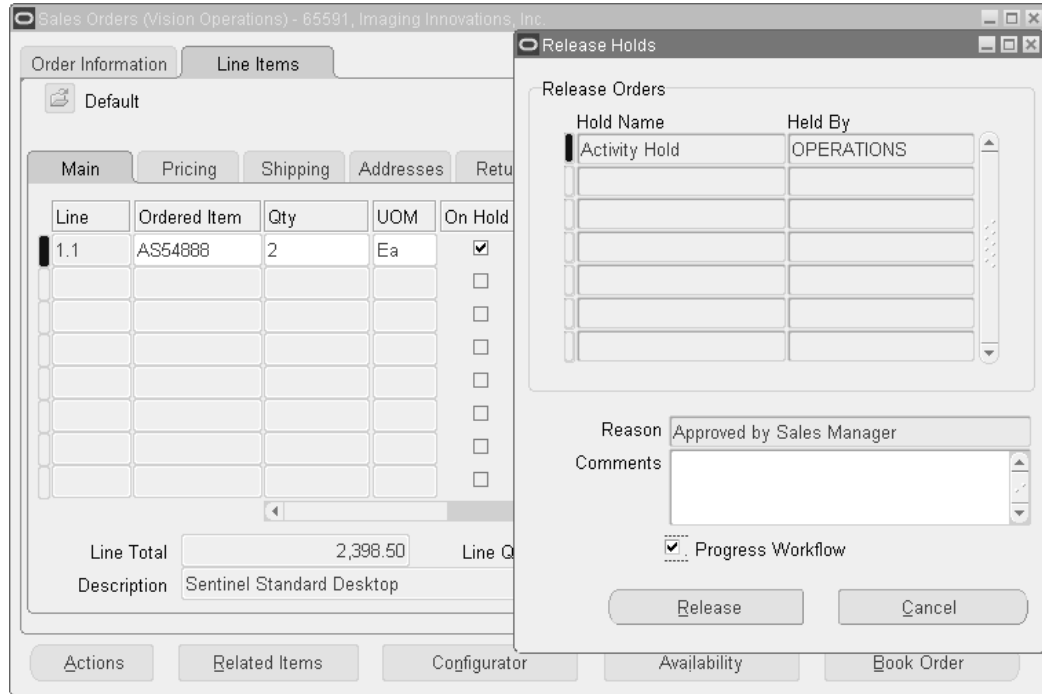 Sales Orders (Vision Operations) - 65591, Imaging Innovations, Inc.
Order Information
Line Items
Default
Main
Pricing
Shipping
Addresses
Retu
Line
Ordered Item
Qty
UOM
On Hold
1.1
AS54888
2
Ea
Line Total
2,398.50
Line Q
Description
Sentinel Standard Desktop
Actions
Related Items
Configurator
Availability
Book Order
Release Holds
Release Orders
Hold Name
Held By
Activity Hold
OPERATIONS
Reason
Approved by Sales Manager
Comments
Progress Workflow
Release
Cancel